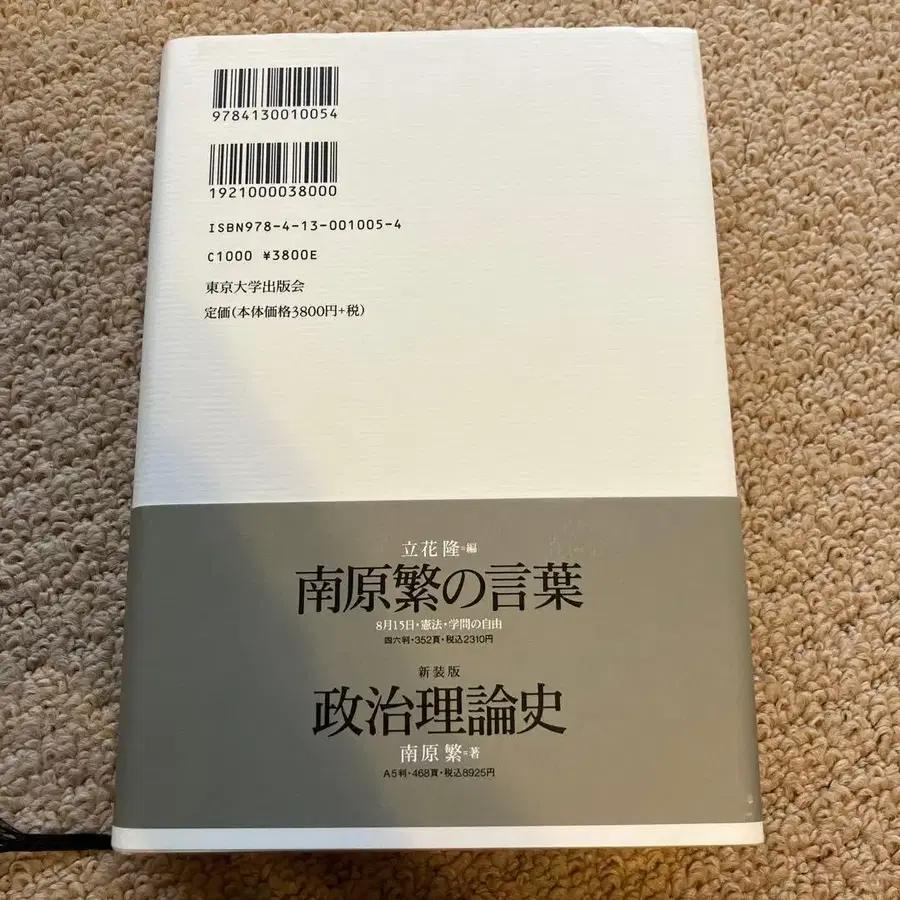 9784130010054
1921000038000
ISBN978-4-13-001005-4
C1000 ¥3800E
東京大学出版会
定価(本体価格3800円+税)
立花 隆=編
南原繁の言葉
8月15日・憲法・学問の自由
四六判・352頁・税込2310円
新装版
政治理論史
南原 繁=著
A5判・468頁・税込8925円